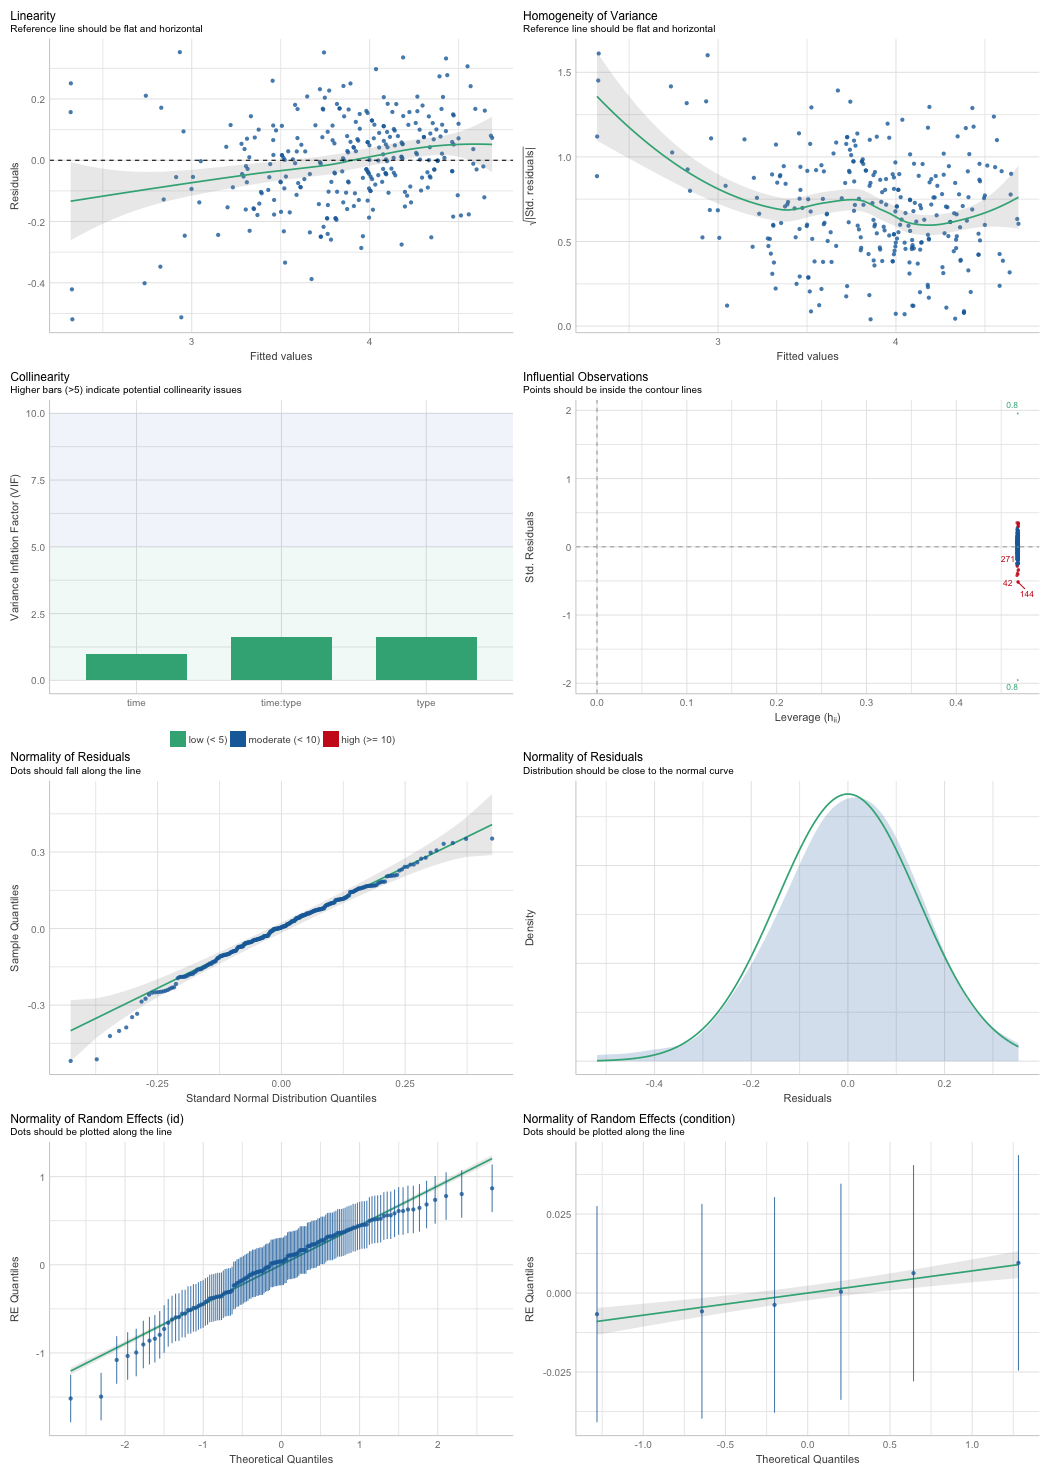 Linearity
Reference line should be flat and horizontal
0.2
0.0
-0.2
-0.4
Residuals
3
4
Fitted values
Homogeneity of Variance
Reference line should be flat and horizontal
1.5
1.0
0.5
0.0
√|Std. residuals|
3
4
Fitted values
Collinearity
Higher bars (>5) indicate potential collinearity issues
10.0
7.5
5.0
2.5
0.0
Variance Inflation Factor (VIF)
time
time:type
type
low (< 5)
moderate (< 10)
high (>= 10)
Influential Observations
Points should be inside the contour lines
0.8
2
1
0
-1
-2
Std. Residuals
271
42
144
0.8
0.0
0.1
0.2
0.3
0.4
Leverage (hii)
Normality of Residuals
Dots should fall along the line
0.3
0.0
-0.3
Sample Quantiles
-0.25
0.00
0.25
Standard Normal Distribution Quantiles
Normality of Residuals
Distribution should be close to the normal curve
Density
-0.4
-0.2
0.0
0.2
Residuals
Normality of Random Effects (id)
Dots should be plotted along the line
1
0
-1
RE Quantiles
-2
-1
0
1
2
Theoretical Quantiles
Normality of Random Effects (condition)
Dots should be plotted along the line
0.025
0.000
-0.025
RE Quantiles
-1.0
-0.5
0.0
0.5
1.0
Theoretical Quantiles